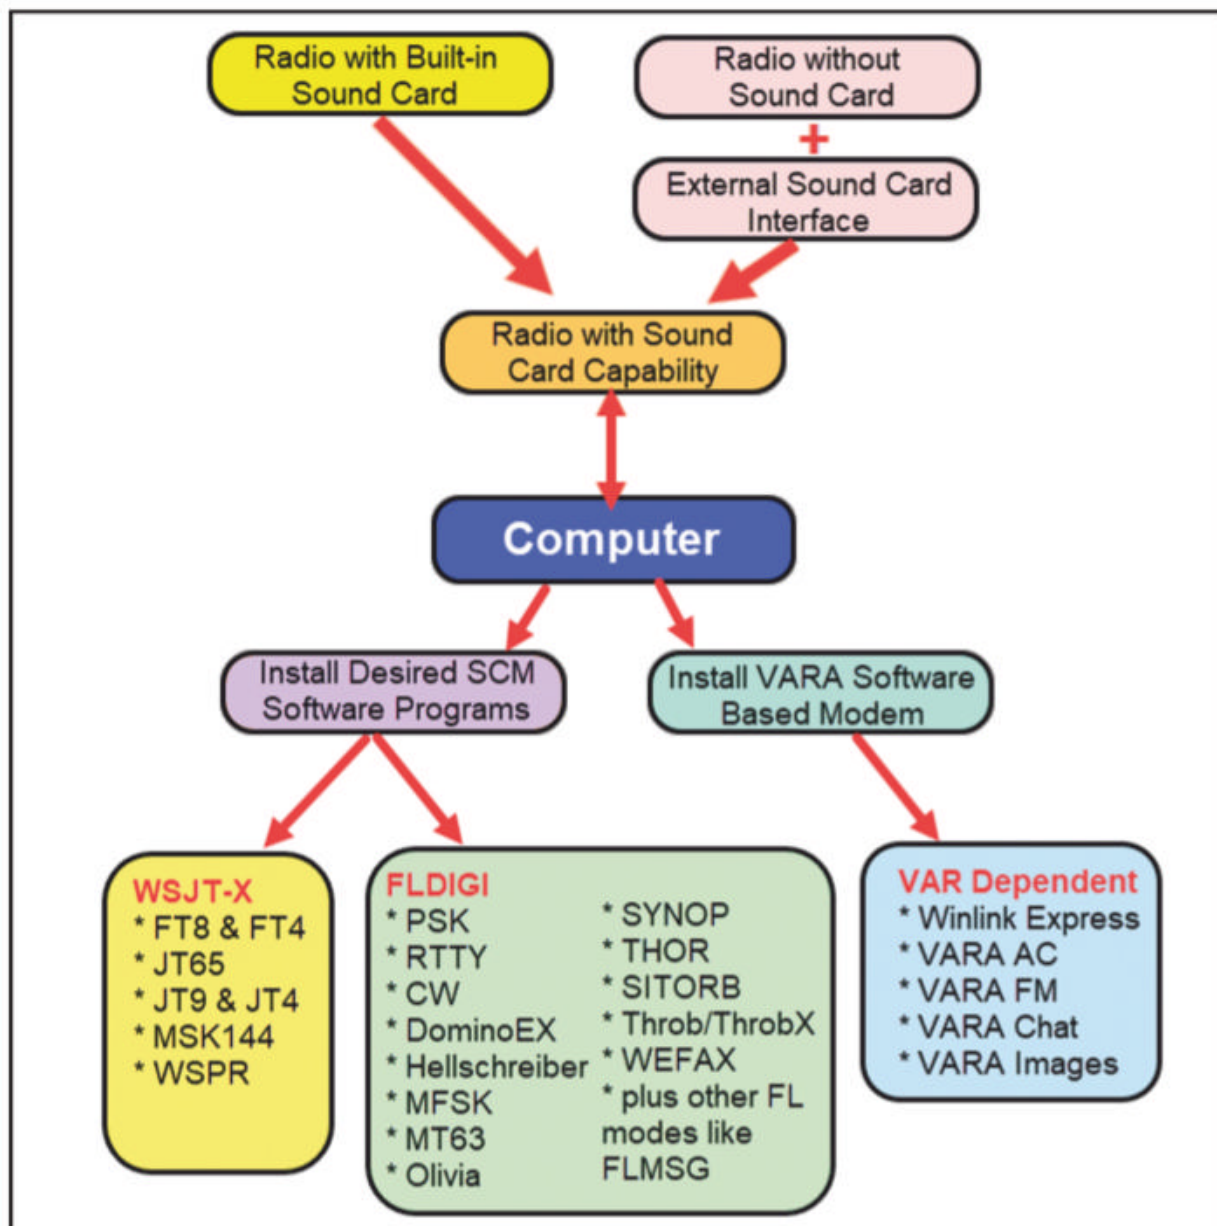 Radio with Built-in
Sound Card
Radio without
Sound Card
+
External Sound Card
Interface
Radio with Sound
Card Capability
Computer
Install Desired SCM
Software Programs
Install VARA Software
Based Modem
WSJT-X
* FT8 & FT4
* JT65
* JT9 & JT4
* MSK144
* WSPR
FLDIGI
* PSK
* RTTY
* CW
* DominoEX
* Hellschreiber
* MFSK
* MT63
* Olivia
* SYNOP
* THOR
* SITORB
* Throb/ThrobX
* WEFAX
* plus other FL
modes like
FLMSG
VAR Dependent
* Winlink Express
* VARA AC
* VARA FM
* VARA Chat
* VARA Images